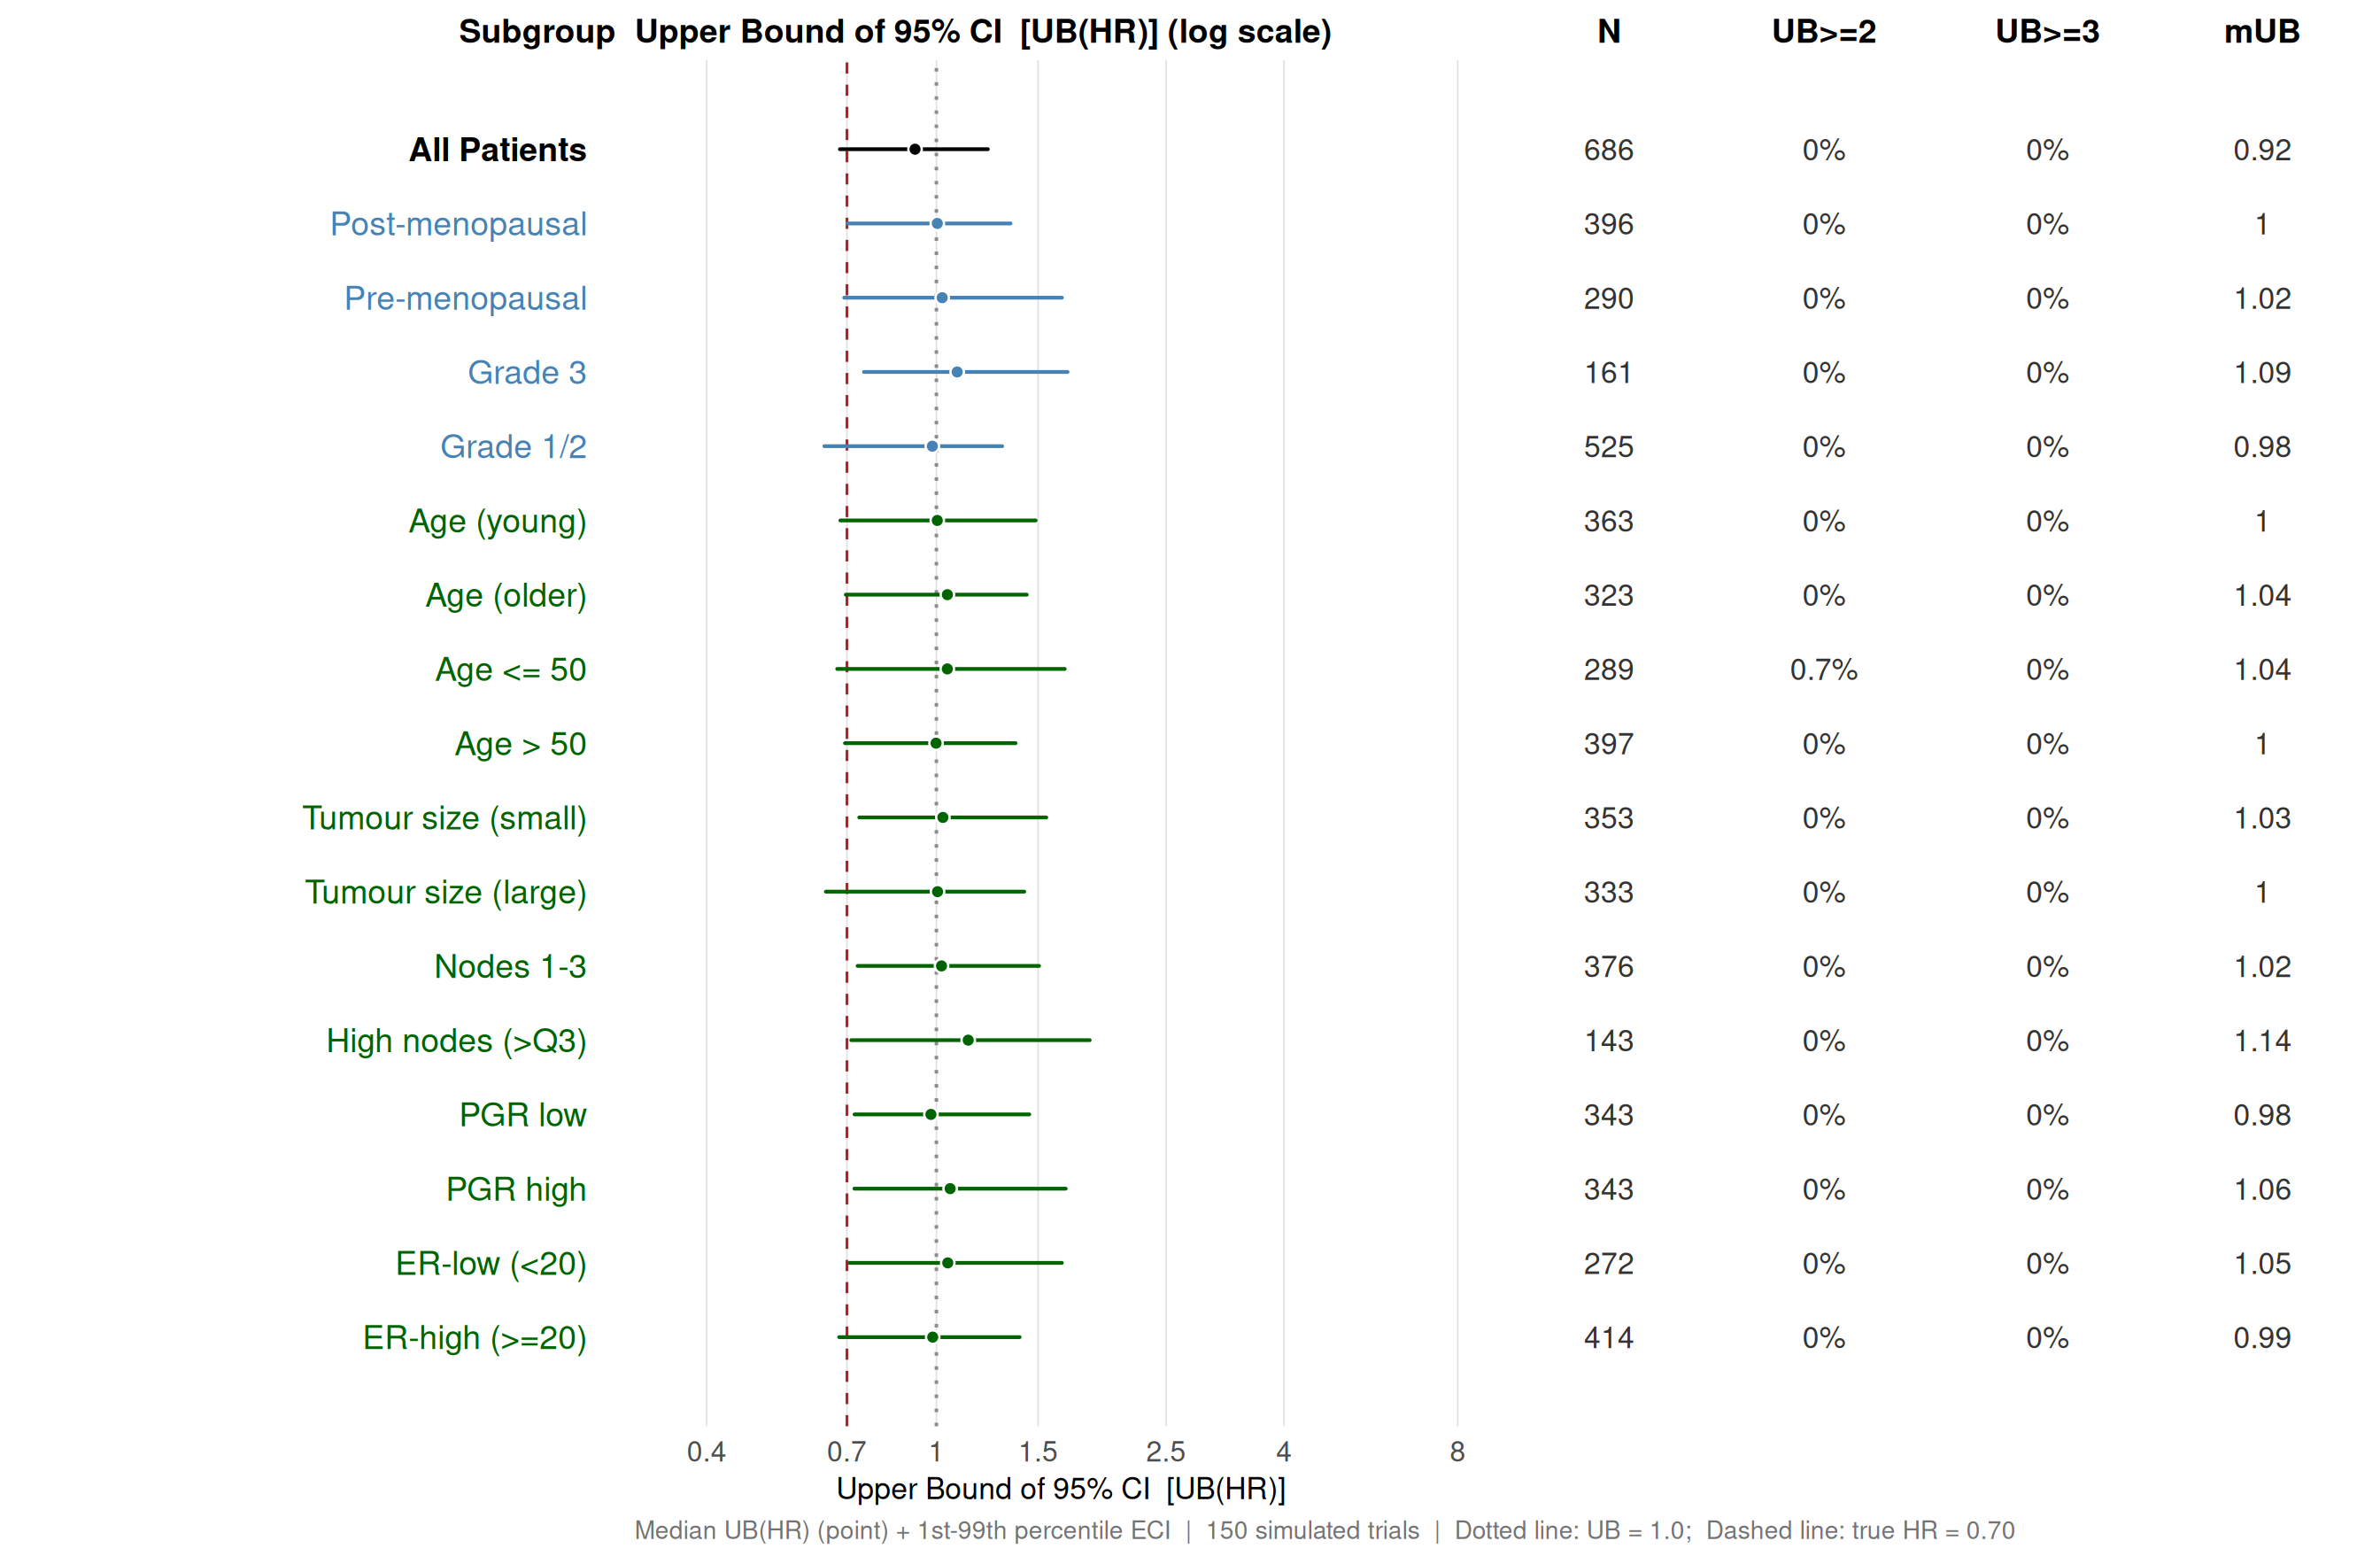 Subgroup Upper Bound of 95% CI [UB(HR)] (log scale) N UB>=2 UB>=3 mUB
All Patients 686 0% 0% 0.92
Post-menopausal 396 0% 0% 1
Pre-menopausal 290 0% 0% 1.02
Grade 3 161 0% 0% 1.09
Grade 1/2 525 0% 0% 0.98
Age (young) 363 0% 0% 1
Age (older) 323 0% 0% 1.04
Age <= 50 289 0.7% 0% 1.04
Age > 50 397 0% 0% 1
Tumour size (small) 353 0% 0% 1.03
Tumour size (large) 333 0% 0% 1
Nodes 1-3 376 0% 0% 1.02
High nodes (>Q3) 143 0% 0% 1.14
PGR low 343 0% 0% 0.98
PGR high 343 0% 0% 1.06
ER-low (<20) 272 0% 0% 1.05
ER-high (>=20) 414 0% 0% 0.99
0.4 0.7 1 1.5 2.5 4 8
Upper Bound of 95% CI [UB(HR)]
Median UB(HR) (point) + 1st-99th percentile ECI | 150 simulated trials | Dotted line: UB = 1.0; Dashed line: true HR = 0.70